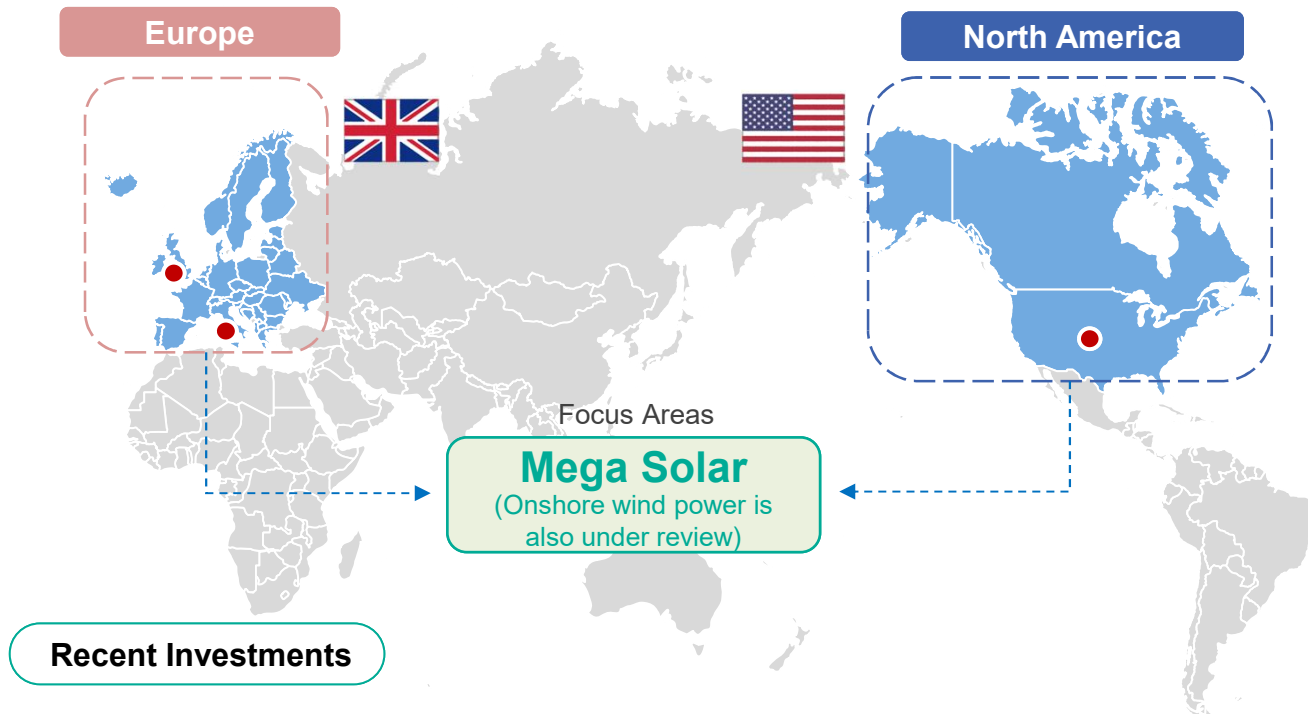 Europe
North America
Focus Areas
Mega Solar
(Onshore wind power is
also under review)
Recent Investments